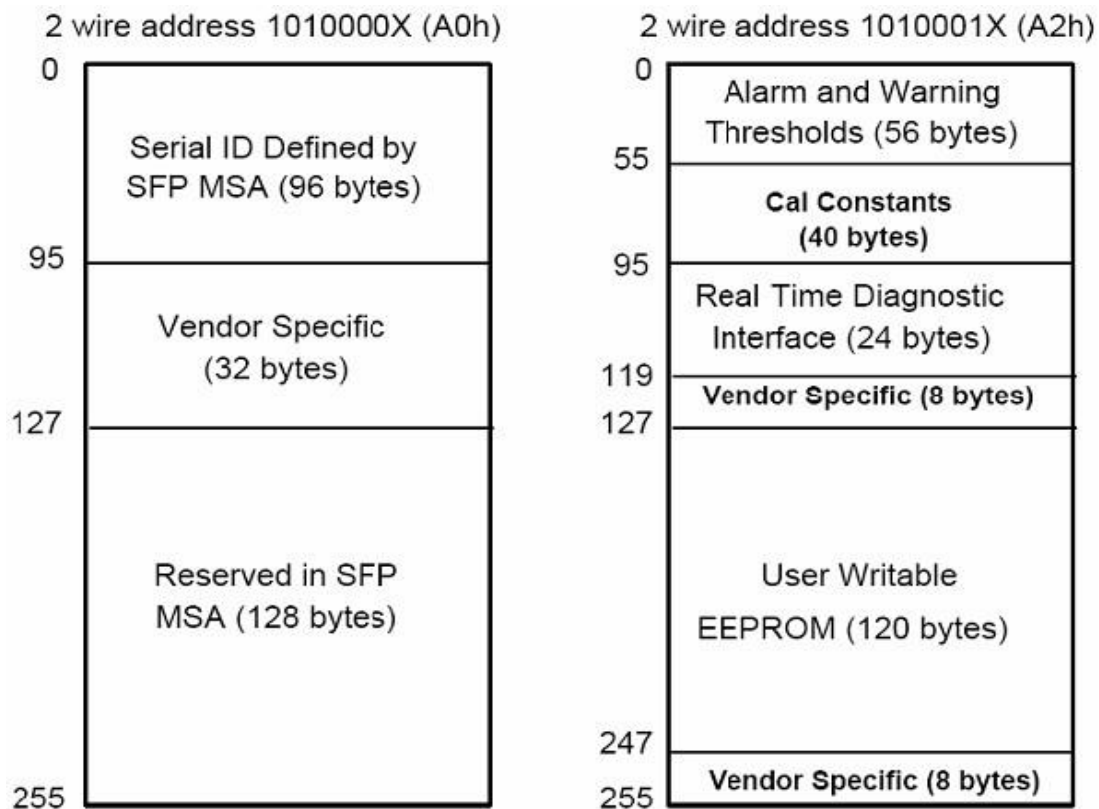 2 wire address 1010000X (A0h)
0
Serial ID Defined by
SFP MSA (96 bytes)
95
Vendor Specific
(32 bytes)
127
Reserved in SFP
MSA (128 bytes)
255
2 wire address 1010001X (A2h)
0
Alarm and Warning
Thresholds (56 bytes)
55
Cal Constants
(40 bytes)
95
Real Time Diagnostic
Interface (24 bytes)
119
Vendor Specific (8 bytes)
127
User Writable
EEPROM (120 bytes)
247
Vendor Specific (8 bytes)
255